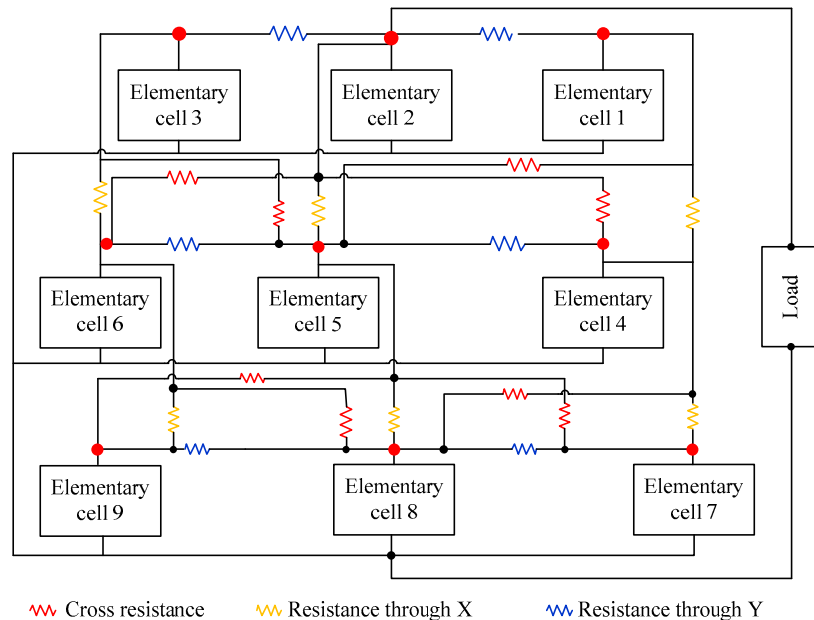 Elementary
cell 3
Elementary
cell 2
Elementary
cell 1
Elementary
cell 6
Elementary
cell 5
Elementary
cell 4
Load
Elementary
cell 9
Elementary
cell 8
Elementary
cell 7
Cross resistance
Resistance through X
Resistance through Y